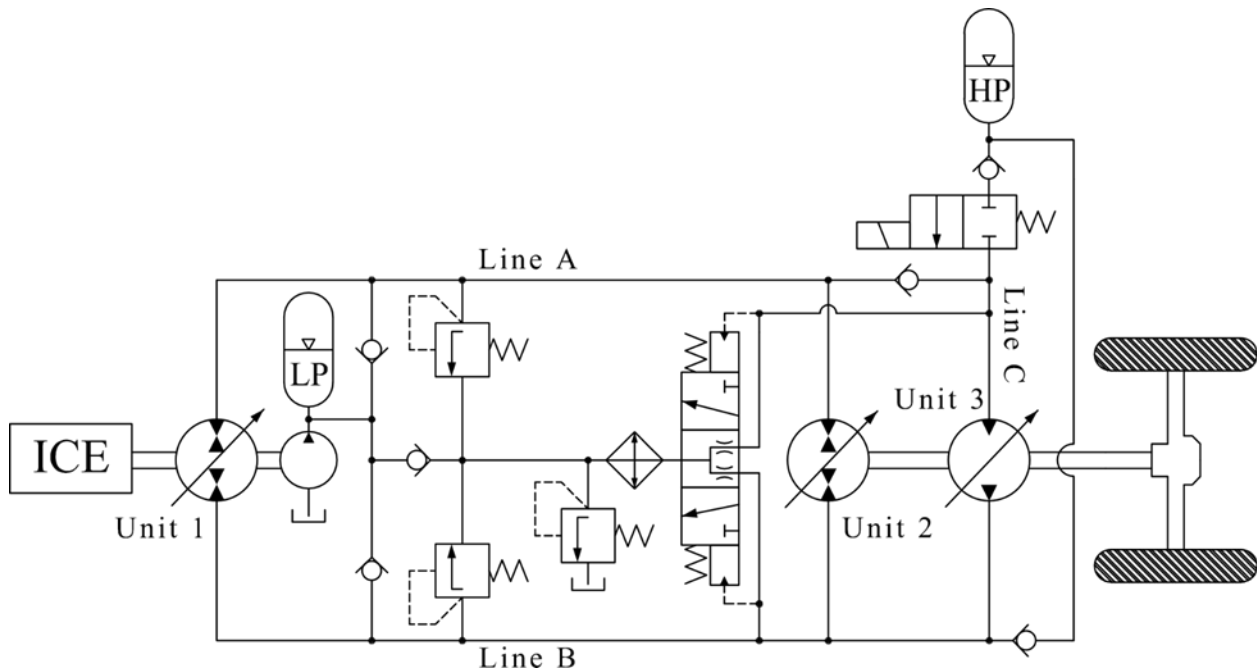 HP
Line A
Line C
LP
Unit 3
ICE
Unit 1
Unit 2
Line B